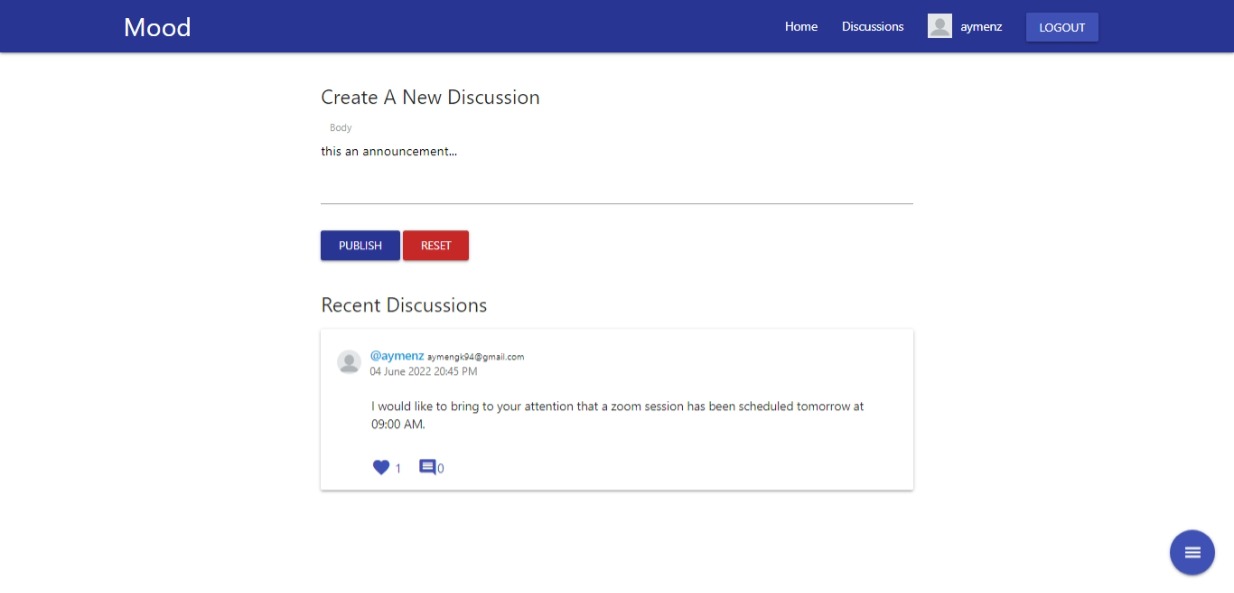 Mood
Home Discussions aymenz LOGOUT
Create A New Discussion
Body
this an announcement...
PUBLISH RESET
Recent Discussions
@aymenz aymengk94@gmail.com
04 June 2022 20:45 PM
I would like to bring to your attention that a zoom session has been scheduled tomorrow at
09:00 AM.
1 0